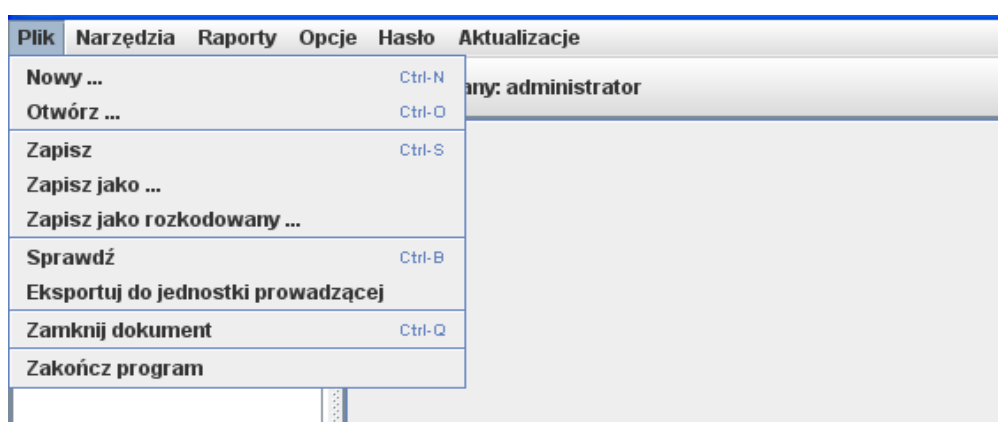 Plik Narzędzia Raporty Opcje Hasło Aktualizacje
any: administrator
Nowy ... Ctrl-N
Otwórz ... Ctrl-O
Zapisz Ctrl-S
Zapisz jako ...
Zapisz jako rozkodowany ...
Sprawdź Ctrl-B
Eksportuj do jednostki prowadzącej
Zamknij dokument Ctrl-Q
Zakończ program